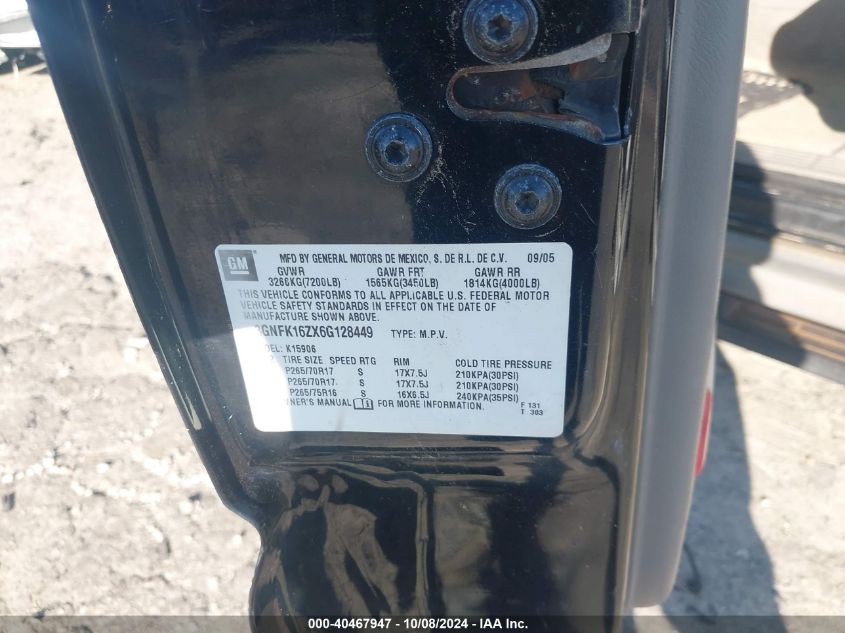 GM MFD BY GENERAL MOTORS DE MEXICO, S. DE R.L. DE C.V. 09/05
GVWR GAWR FRT GAWR RR
3266KG(7200LB) 1565KG(3450LB) 1814KG(4000LB)
THIS VEHICLE CONFORMS TO ALL APPLICABLE U.S. FEDERAL MOTOR
VEHICLE SAFETY STANDARDS IN EFFECT ON THE DATE OF
MANUFACTURE SHOWN ABOVE.
GNFK16ZX6G128449 TYPE: M.P.V.
DEL: K15906
TIRE SIZE SPEED RTG RIM COLD TIRE PRESSURE
P265/70R17 S 17X7.5J 210KPA(30PSI)
P265/70R17 S 17X7.5J 210KPA(30PSI)
P265/75R16 S 16X6.5J 240KPA(35PSI)
WNER'S MANUAL FOR MORE INFORMATION. F 131
T 303
000-40467947 - 10/08/2024 - IAA Inc.